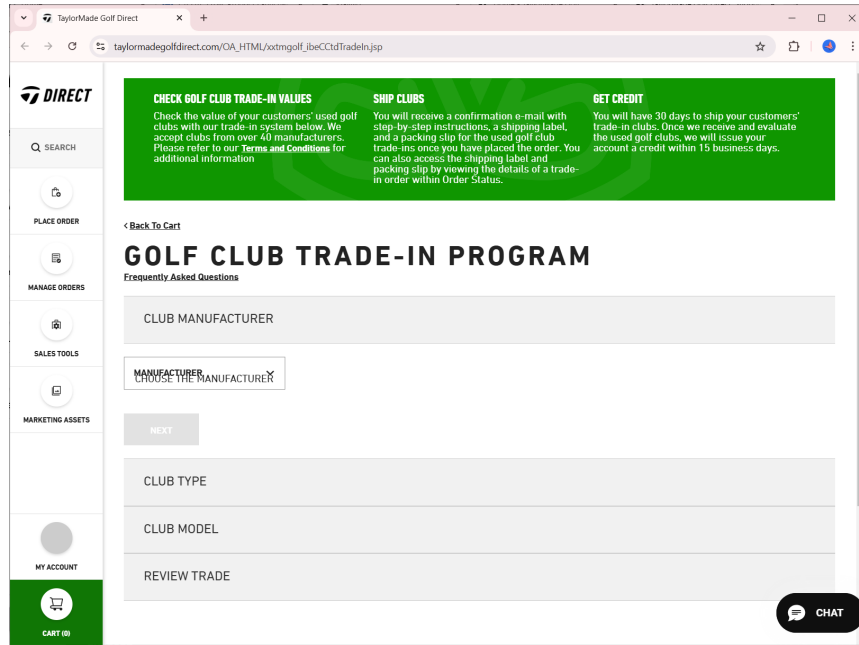 TaylorMade Golf Direct
taylormadegolfdirect.com/OA_HTML/xxtmgolf_ibeCCtdTradeIn.jsp
DIRECT
SEARCH
PLACE ORDER
MANAGE ORDERS
SALES TOOLS
MARKETING ASSETS
MY ACCOUNT
CART (0)
CHECK GOLF CLUB TRADE-IN VALUES
Check the value of your customers' used golf
clubs with our trade-in system below. We
accept clubs from over 40 manufacturers.
Please refer to our Terms and Conditions for
additional information
SHIP CLUBS
You will receive a confirmation e-mail with
step-by-step instructions, a shipping label,
and a packing slip for the used golf club
trade-ins once you have placed the order. You
can also access the shipping label and
packing slip by viewing the details of a trade-
in order within Order Status.
GET CREDIT
You will have 30 days to ship your customers'
trade-in clubs. Once we receive and evaluate
the used golf clubs, we will issue your
account a credit within 15 business days.
< Back To Cart
GOLF CLUB TRADE-IN PROGRAM
Frequently Asked Questions
CLUB MANUFACTURER
MANUFACTURER
CHOOSE THE MANUFACTURER
NEXT
CLUB TYPE
CLUB MODEL
REVIEW TRADE
CHAT